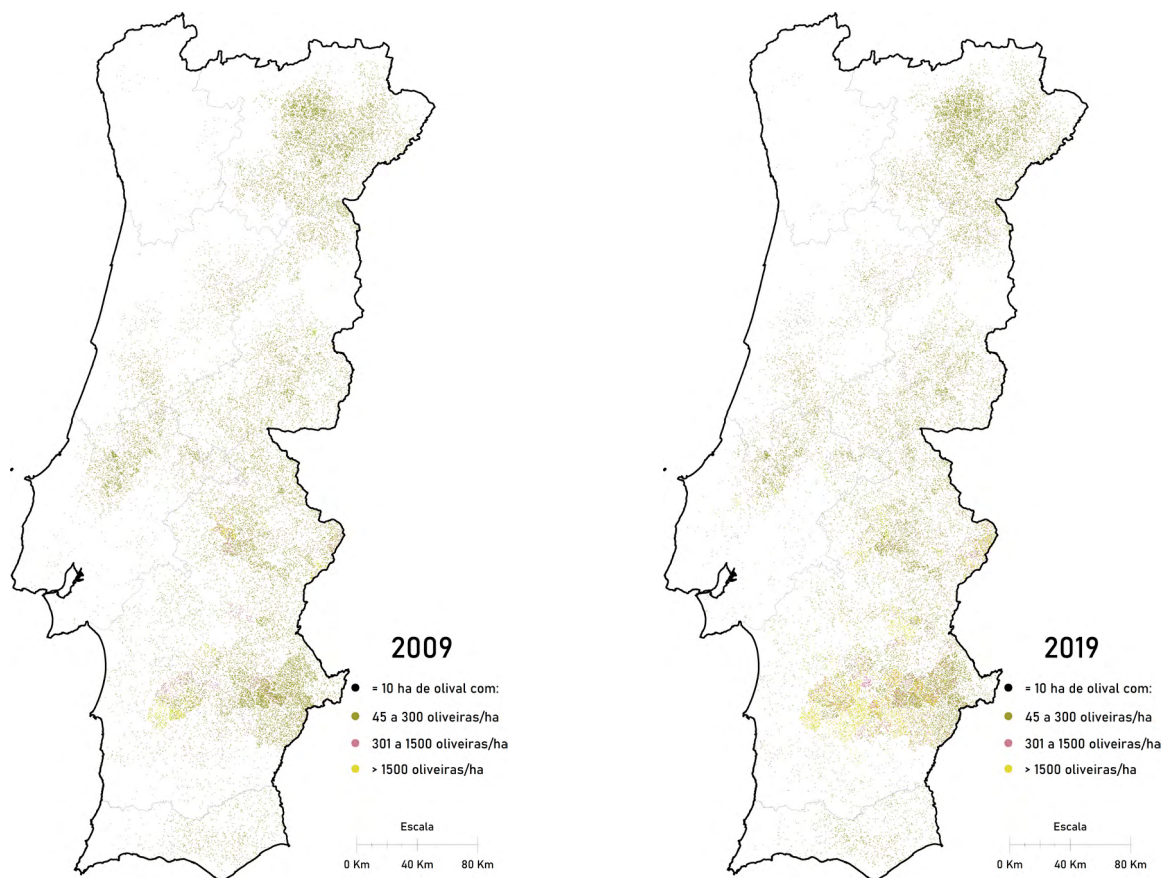 2009
= 10 ha de olival com:
45 a 300 oliveiras/ha
301 a 1500 oliveiras/ha
> 1500 oliveiras/ha
Escala
0 Km 40 Km 80 Km
2019
= 10 ha de olival com:
45 a 300 oliveiras/ha
301 a 1500 oliveiras/ha
> 1500 oliveiras/ha
Escala
0 Km 40 Km 80 Km